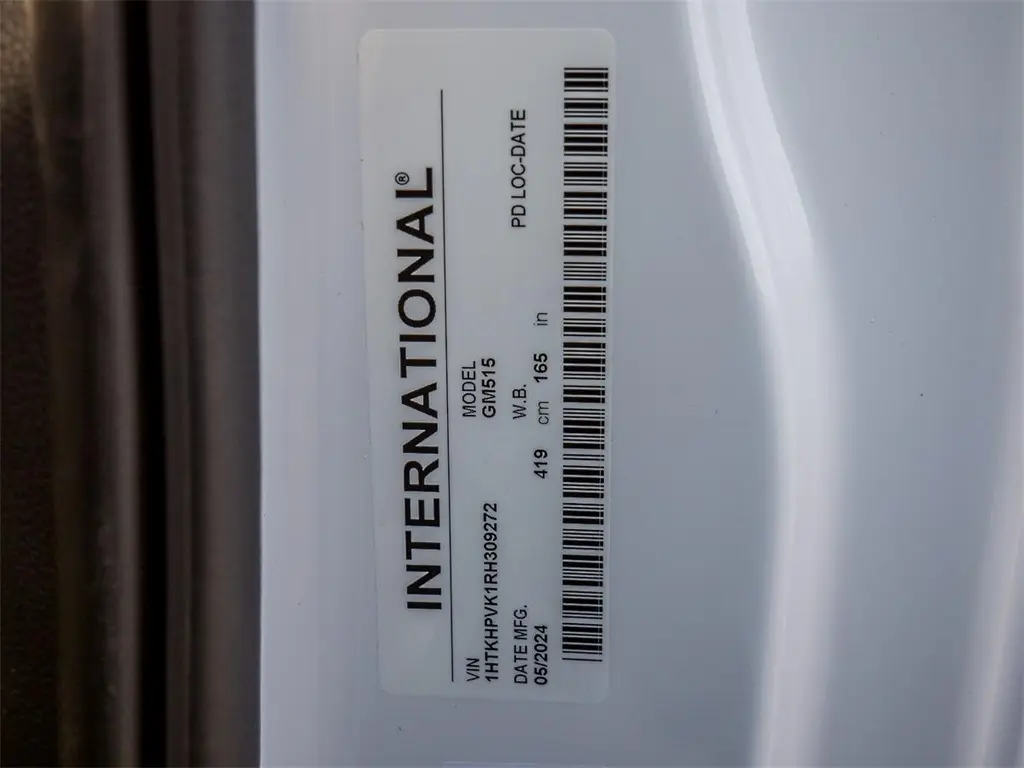 INTERNATIONAL®
VIN
1HTKHPVK1RH309272
MODEL
GM515
DATE MFG.
05/2024
W.B.
419 cm 165 in
PD LOC-DATE